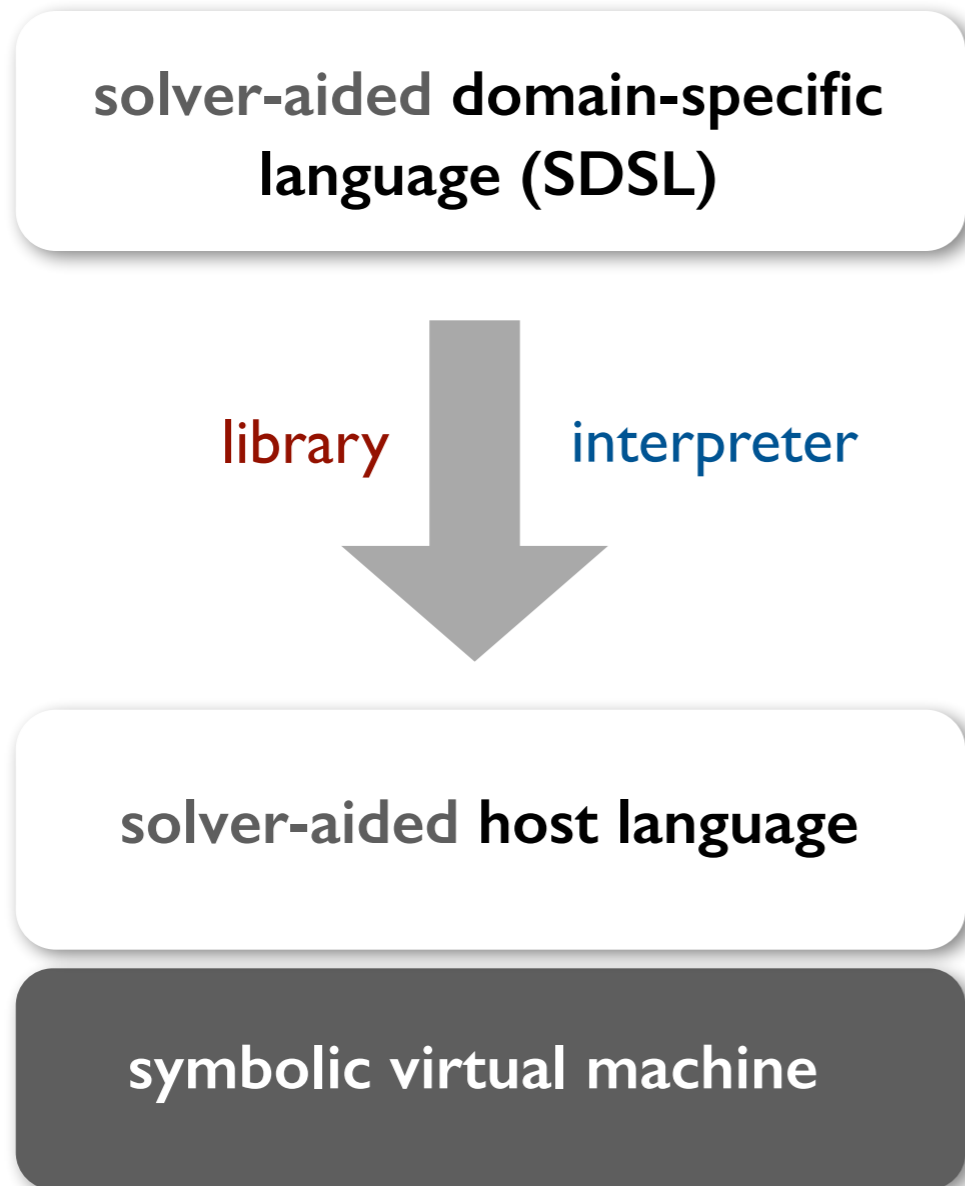 solver-aided domain-specific
language (SDSL)
library
interpreter
solver-aided host language
symbolic virtual machine